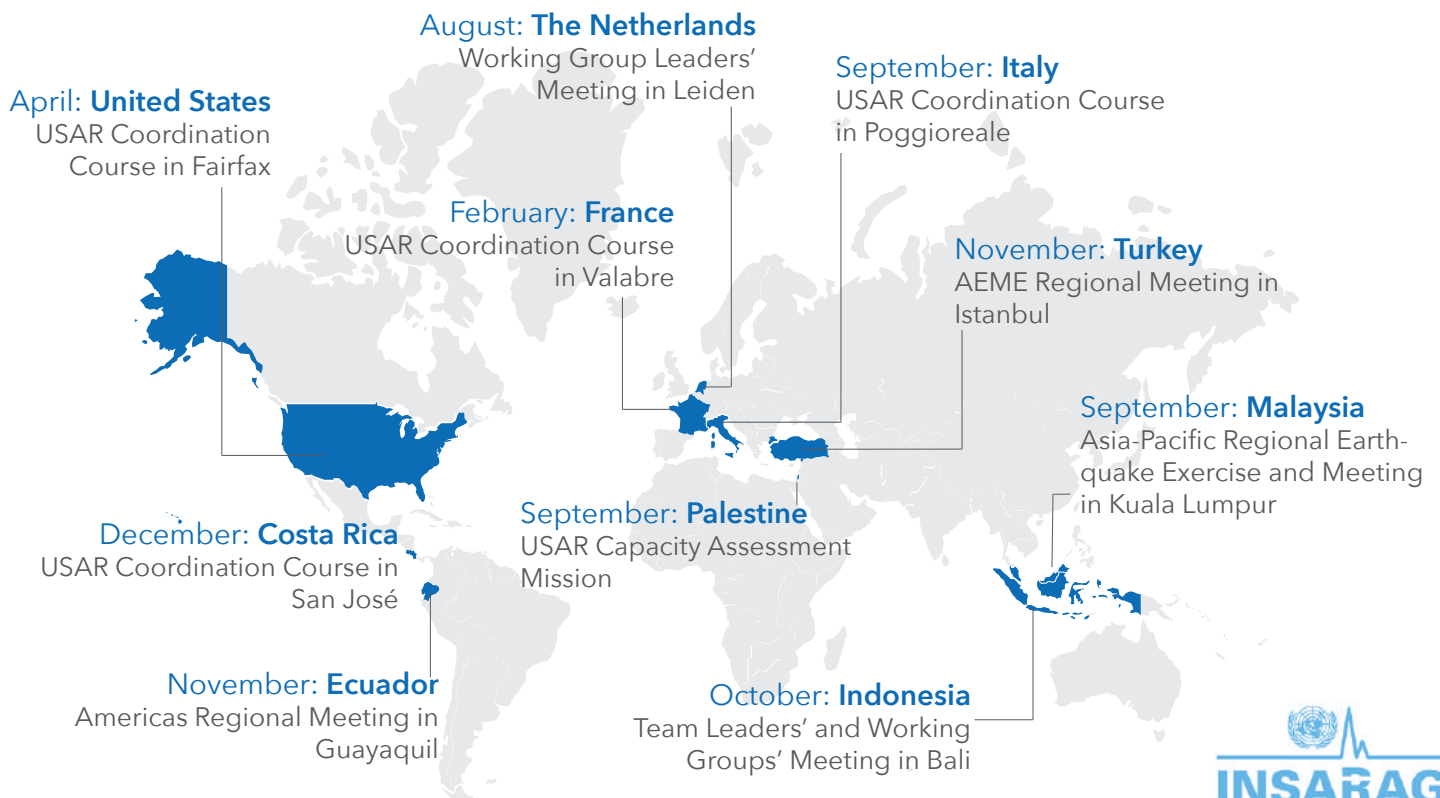 August: The Netherlands
Working Group Leaders’
Meeting in Leiden
September: Italy
USAR Coordination Course
in Poggioreale
April: United States
USAR Coordination
Course in Fairfax
February: France
USAR Coordination Course
in Valabre
November: Turkey
AEME Regional Meeting in
Istanbul
September: Malaysia
Asia-Pacific Regional Earth-
quake Exercise and Meeting
in Kuala Lumpur
September: Palestine
USAR Capacity Assessment
Mission
December: Costa Rica
USAR Coordination Course in
San José
November: Ecuador
Americas Regional Meeting in
Guayaquil
October: Indonesia
Team Leaders’ and Working
Groups’ Meeting in Bali
INSARAG